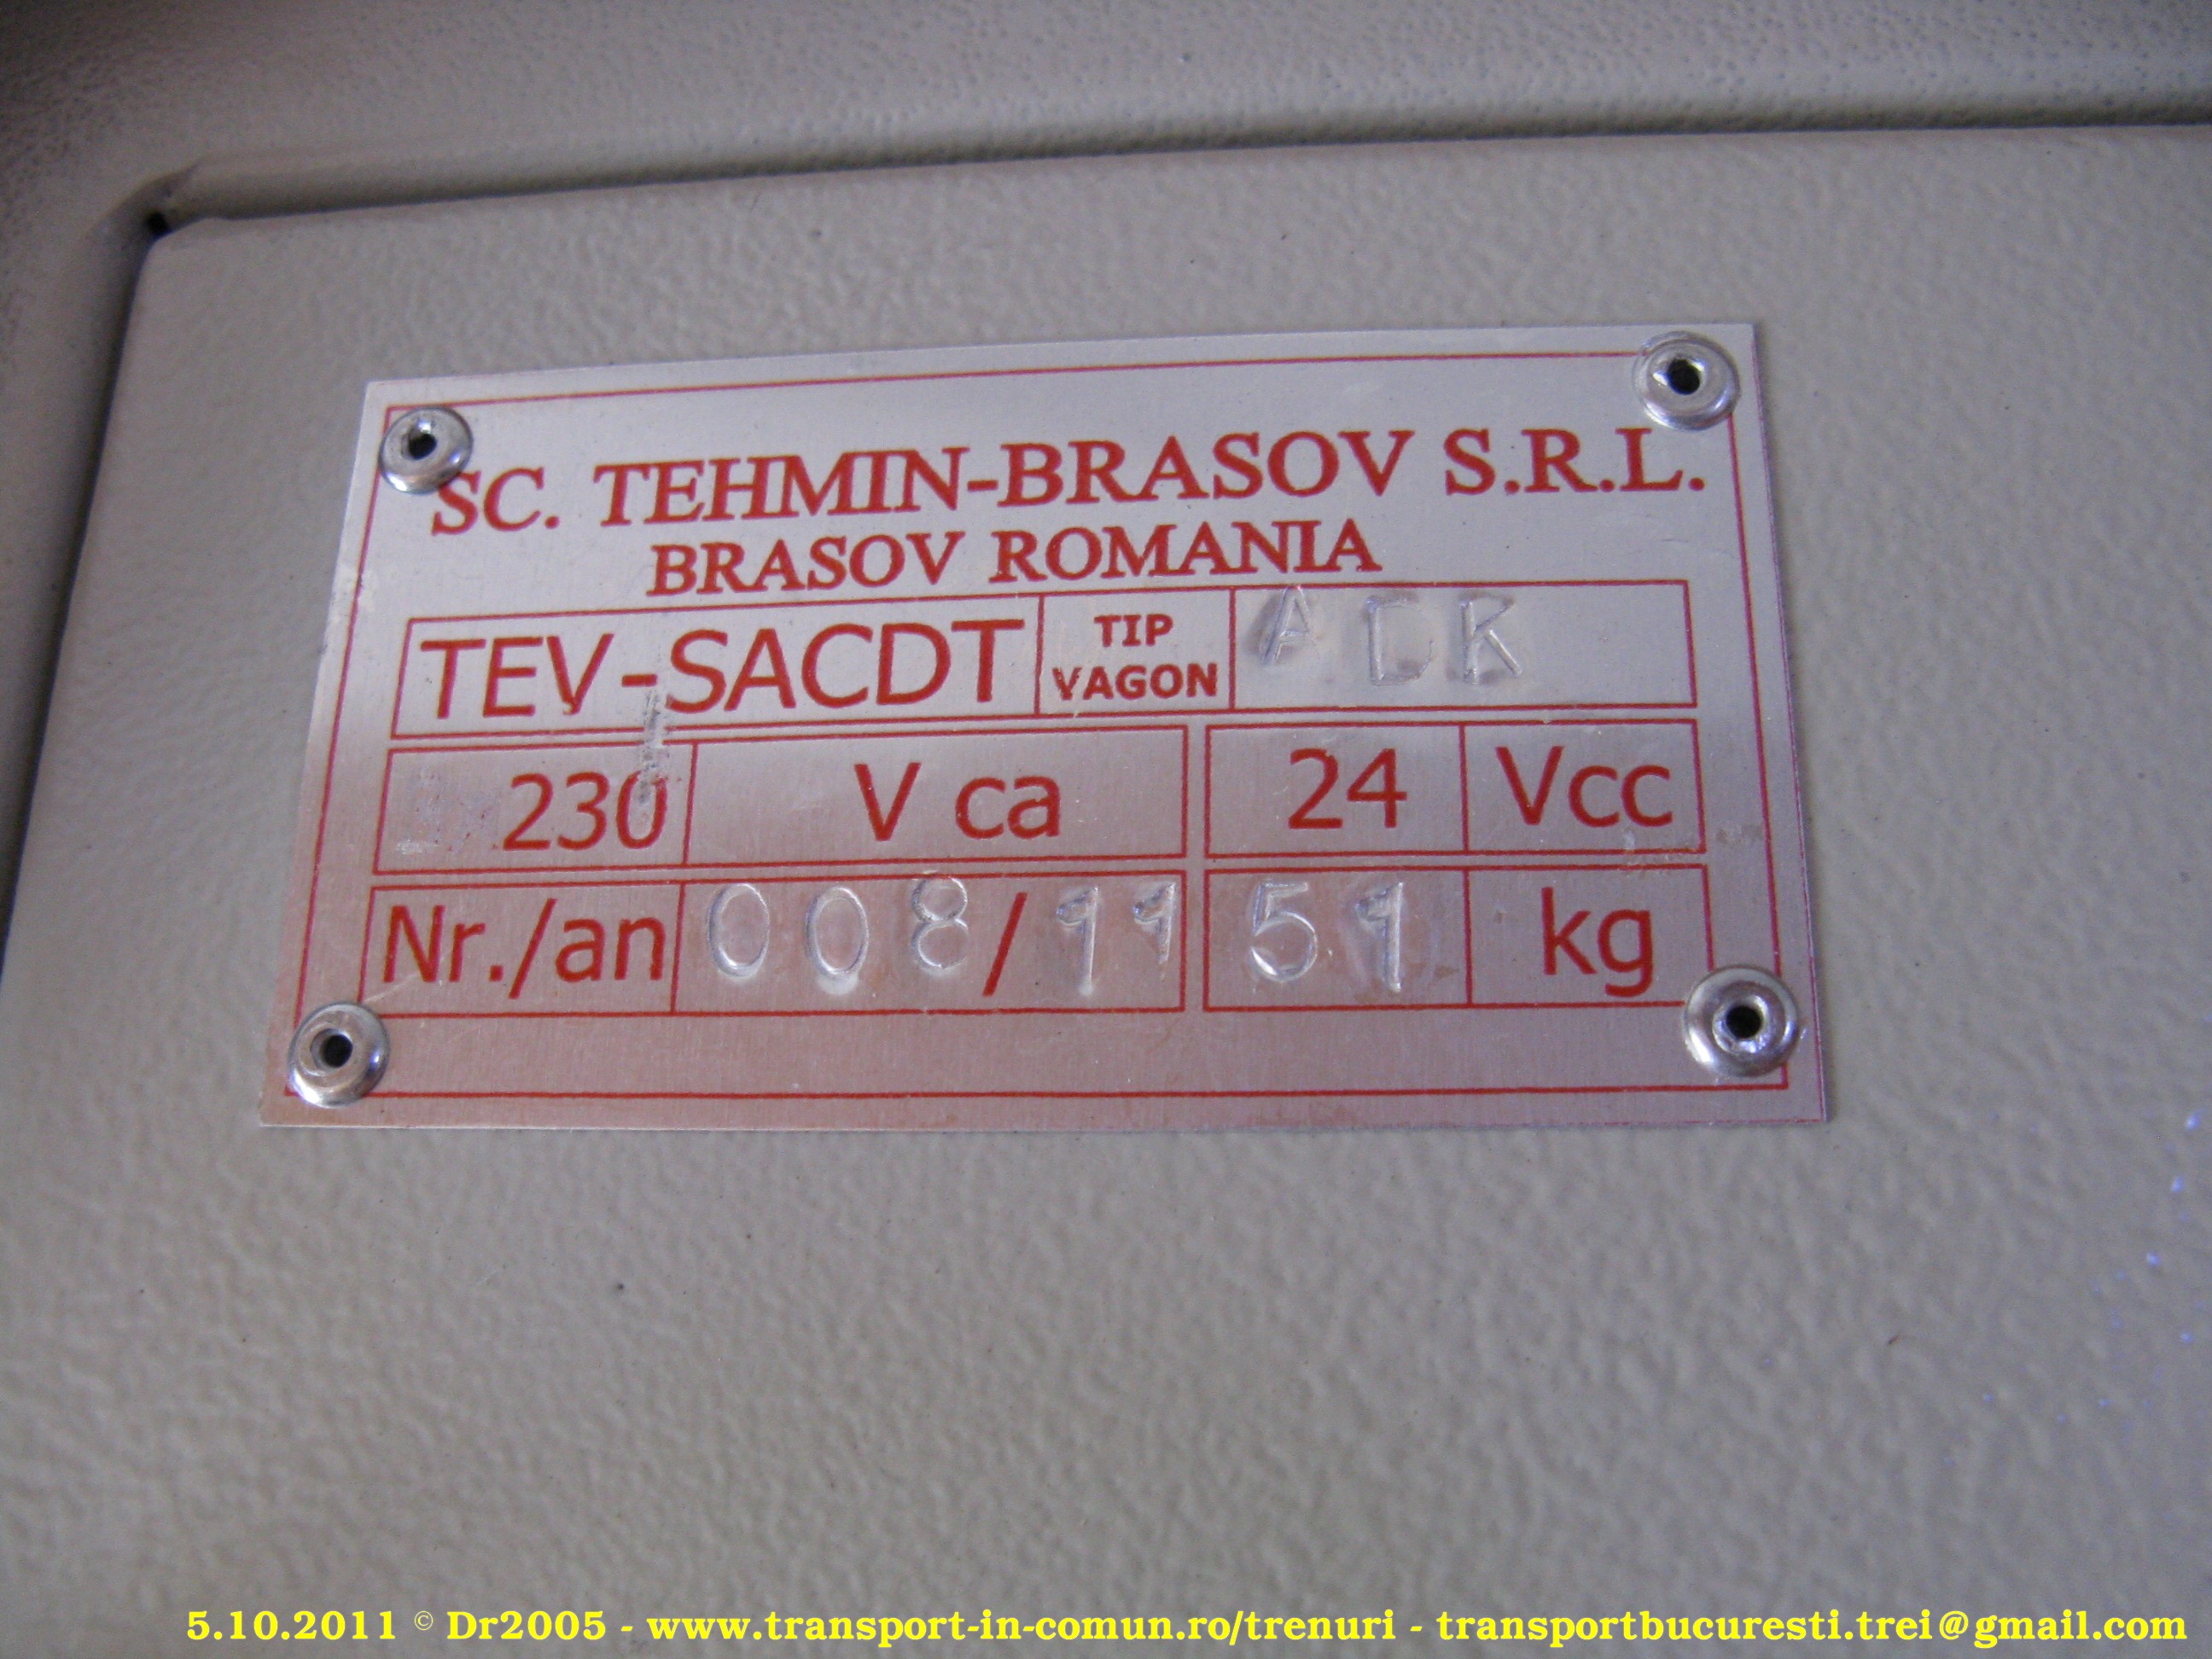 SC. TEHMIN-BRASOV S.R.L.
BRASOV ROMANIA
TEV-SACDT TIP VAGON
230 V ca 24 Vcc
Nr./an 008/11 51 kg
5.10.2011 © Dr2005 - www.transport-in-comun.ro/trenuri - transportbucuresti.trei@gmail.com